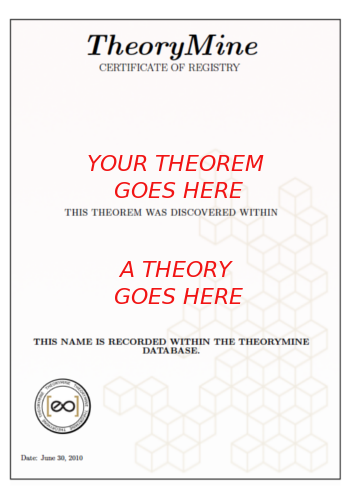 TheoryMine
CERTIFICATE OF REGISTRY
YOUR THEOREM
GOES HERE
THIS THEOREM WAS DISCOVERED WITHIN
A THEORY
GOES HERE
THIS NAME IS RECORDED WITHIN THE THEORYMINE
DATABASE.
Date: June 30, 2010